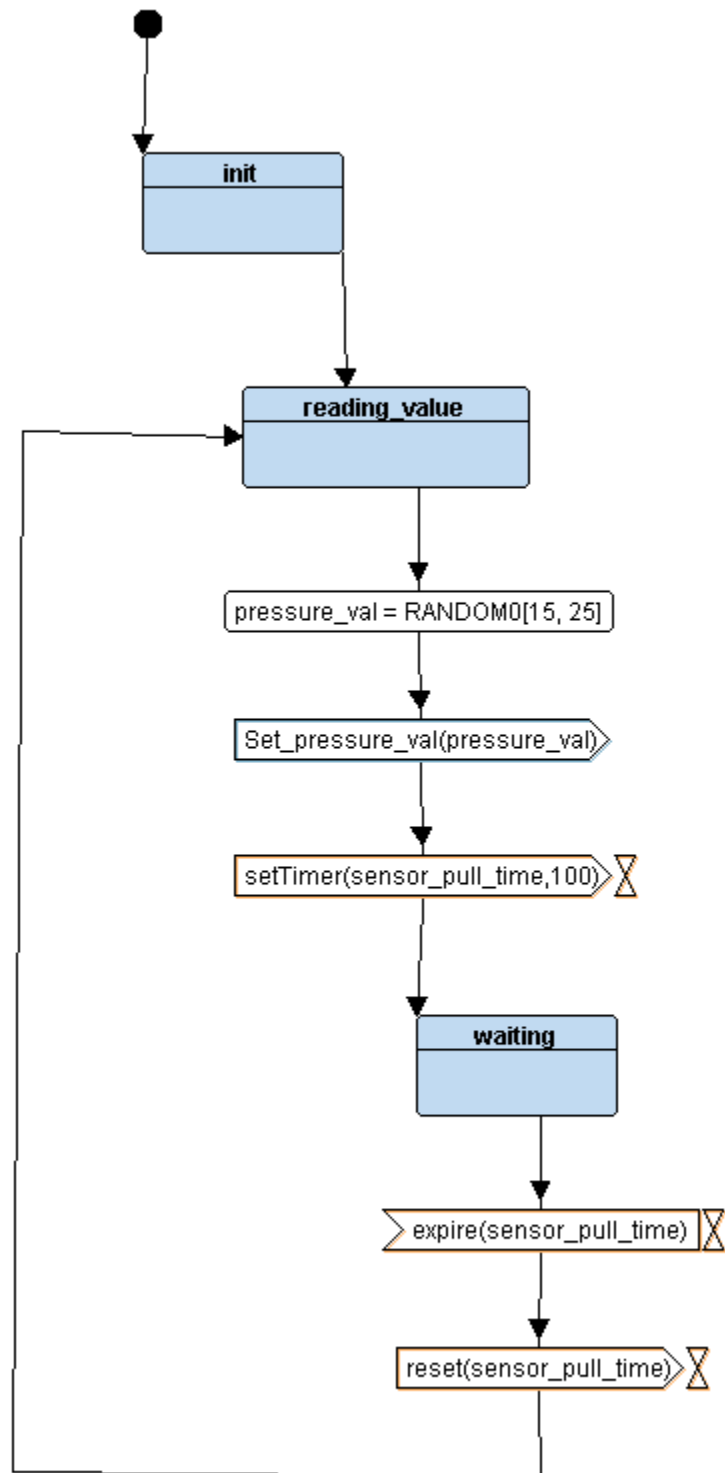 init
reading_value
pressure_val = RANDOM0[15, 25]
Set_pressure_val(pressure_val)
setTimer(sensor_pull_time,100)
waiting
expire(sensor_pull_time)
reset(sensor_pull_time)